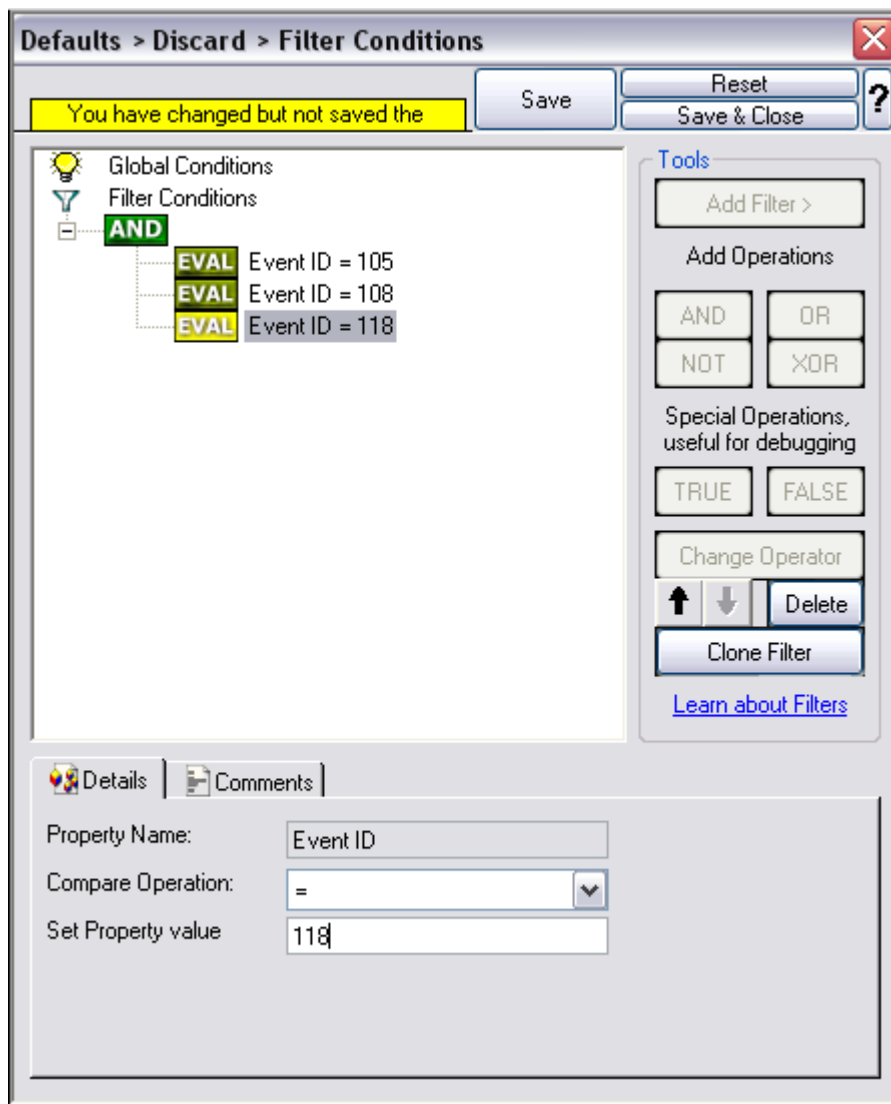 Defaults > Discard > Filter Conditions
You have changed but not saved the
Save
Reset
Save & Close
?
Global Conditions
Filter Conditions
AND
EVAL Event ID = 105
EVAL Event ID = 108
EVAL Event ID = 118
Tools
Add Filter >
Add Operations
AND
OR
NOT
XOR
Special Operations,
useful for debugging
TRUE
FALSE
Change Operator
Delete
Clone Filter
Learn about Filters
Details
Comments
Property Name:
Event ID
Compare Operation:
=
Set Property value
118